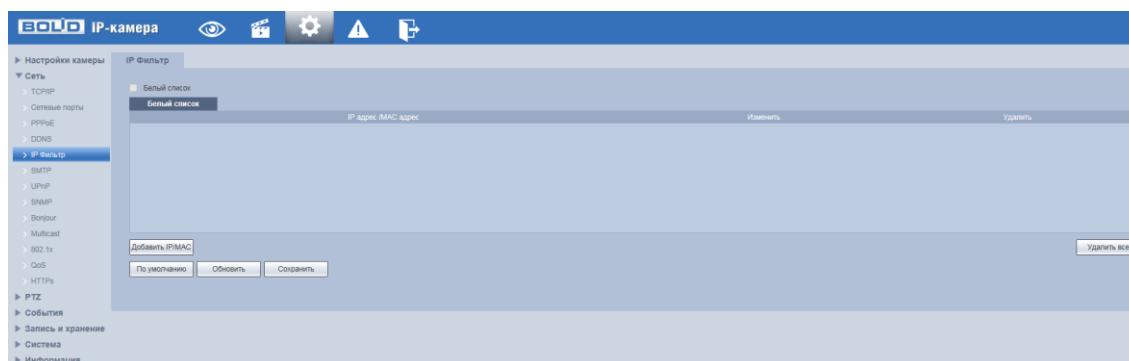 BOLID IP-камера
Настройки камеры
Сеть
TCP/IP
Сетевые порты
PPPoE
DDNS
IP Фильтр
SMTP
UPnP
SNMP
Bonjour
Multicast
802.1x
QoS
HTTPs
PTZ
События
Запись и хранение
Система
Информация
IP Фильтр
Белый список
Белый список
IP адрес /MAC адрес Изменить Удалить
Добавить IP/MAC Удалить все
По умолчанию Обновить Сохранить